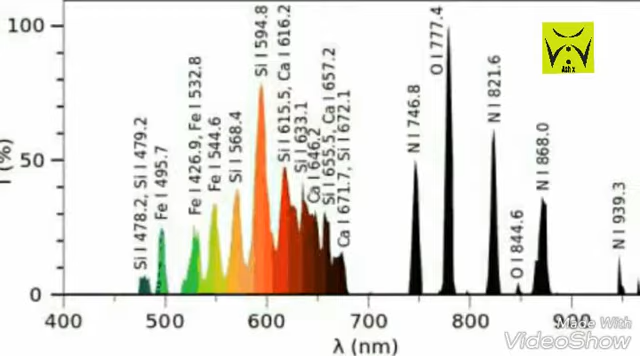 100
50
0
I (%)
Si I 478.2, Si I 479.2
Fe I 495.7
Fe I 426.9, Fe I 532.8
Fe I 544.6
Si I 568.4
Si I 594.8
Si I 615.5, Ca I 616.2
Si I 633.1
Ca I 646.2
Si I 655.5, Ca I 657.2
Ca I 671.7, Si I 672.1
N I 746.8
O I 777.4
N I 821.6
O I 844.6
N I 868.0
N I 939.3
Ash x
400 500 600 700 800 900
λ (nm)
Made With
VideoShow